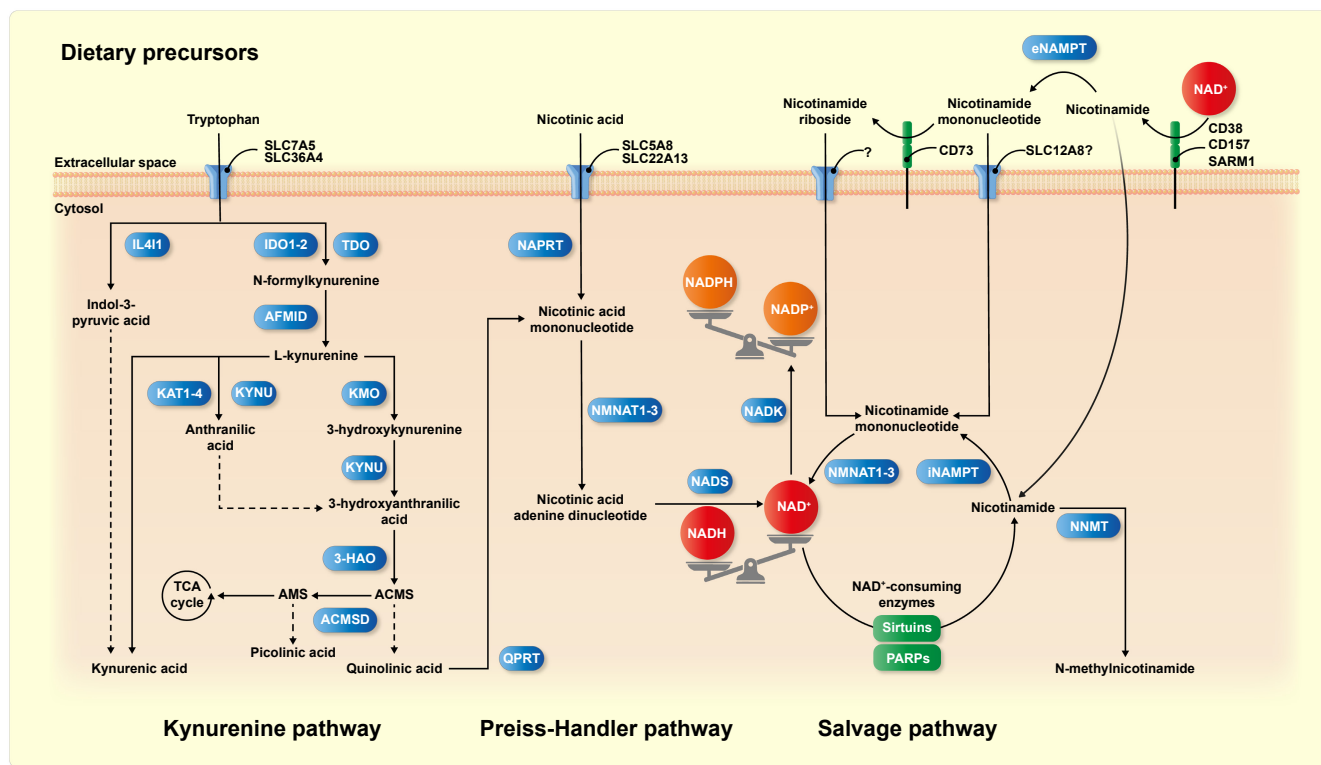 Dietary precursors
eNAMPT
NAD⁺
Tryptophan
Nicotinic acid
Nicotinamide
riboside
Nicotinamide
mononucleotide
Nicotinamide
SLC7A5
SLC36A4
SLC5A8
SLC22A13
?
CD73
SLC12A8?
CD38
CD157
SARM1
Extracellular space
Cytosol
IL4I1
IDO1-2
TDO
NAPRT
N-formylkynurenine
Indol-3-
pyruvic acid
AFMID
Nicotinic acid
mononucleotide
NADPH
NADP⁺
L-kynurenine
KAT1-4
KYNU
KMO
NMNAT1-3
NADK
Nicotinamide
mononucleotide
Anthranilic
acid
3-hydroxykynurenine
KYNU
NADS
NMNAT1-3
iNAMPT
3-hydroxyanthranilic
acid
Nicotinic acid
adenine dinucleotide
NAD⁺
Nicotinamide
NADH
NNMT
3-HAO
TCA
cycle
AMS
ACMS
ACMSD
NAD⁺-consuming
enzymes
Sirtuins
PARPs
Picolinic acid
Kynurenic acid
Quinolinic acid
QPRT
N-methylnicotinamide
Kynurenine pathway
Preiss-Handler pathway
Salvage pathway